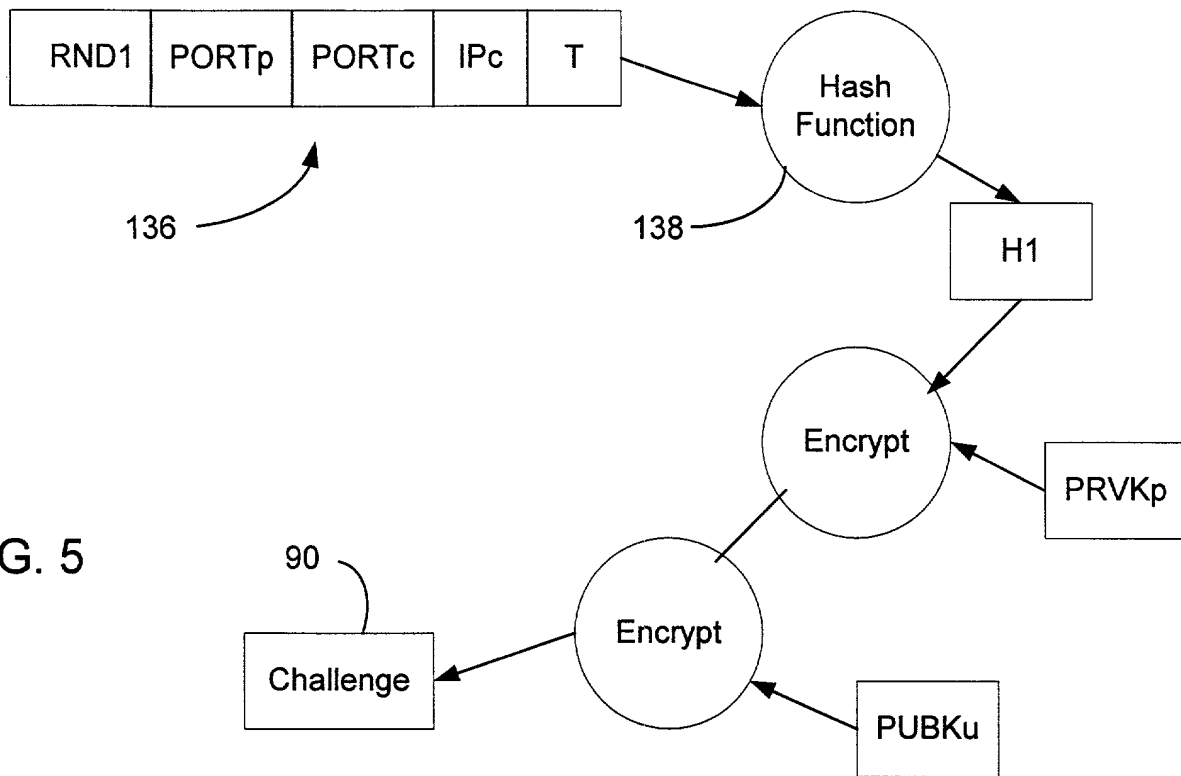 RND1 PORTp PORTc IPc T
Hash
Function
136
138
H1
Encrypt
PRVKp
G. 5
90
Encrypt
Challenge
PUBKu